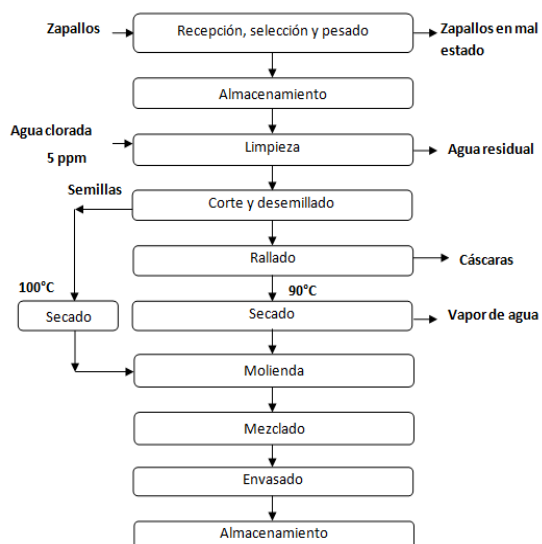 Zapallos
Recepción, selección y pesado
Zapallos en mal
estado
Almacenamiento
Agua clorada
5 ppm
Limpieza
Agua residual
Semillas
Corte y desemillado
Rallado
Cáscaras
100°C
90°C
Secado
Secado
Vapor de agua
Molienda
Mezclado
Envasado
Almacenamiento